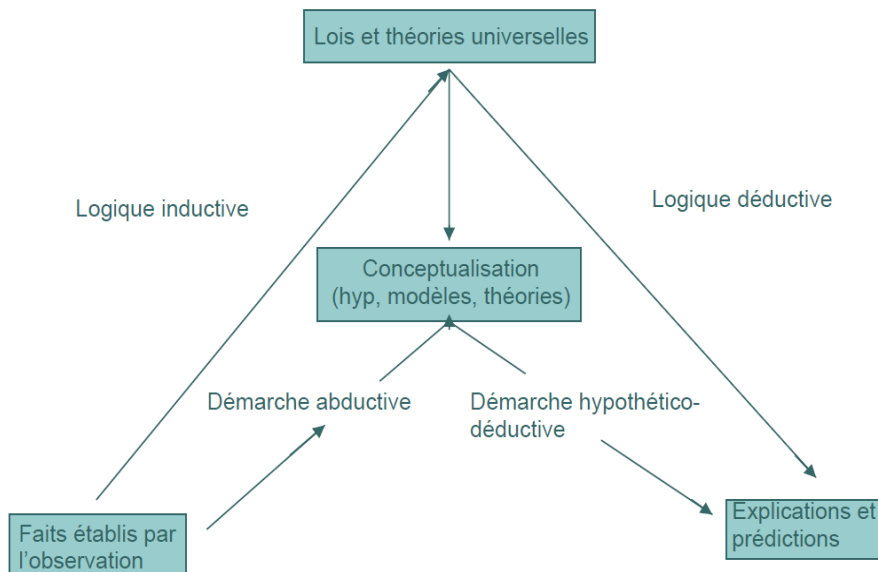 Lois et théories universelles
Logique inductive
Logique déductive
Conceptualisation
(hyp, modèles, théories)
Démarche abductive
Démarche hypothético-
déductive
Faits établis par
l'observation
Explications et
prédictions